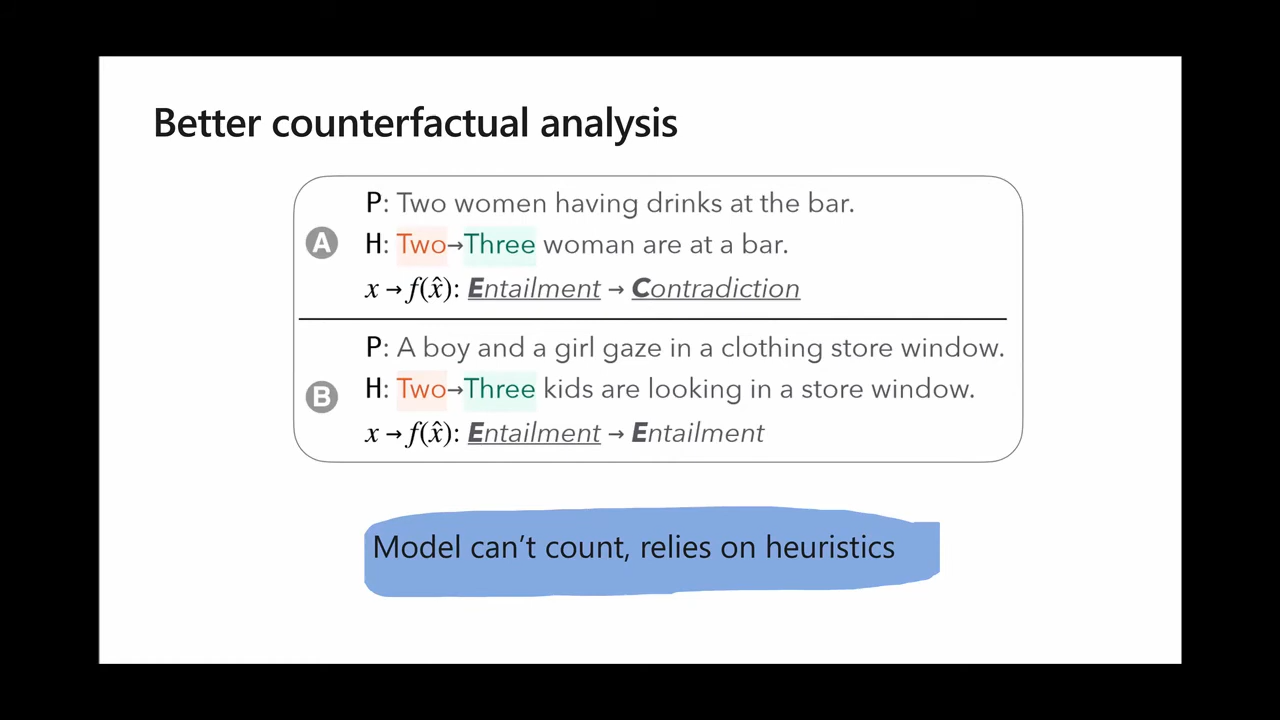 Better counterfactual analysis
P: Two women having drinks at the bar.
A
H: Two→Three woman are at a bar.
x → f(x̂): Entailment → Contradiction
P: A boy and a girl gaze in a clothing store window.
B
H: Two→Three kids are looking in a store window.
x → f(x̂): Entailment → Entailment
Model can’t count, relies on heuristics